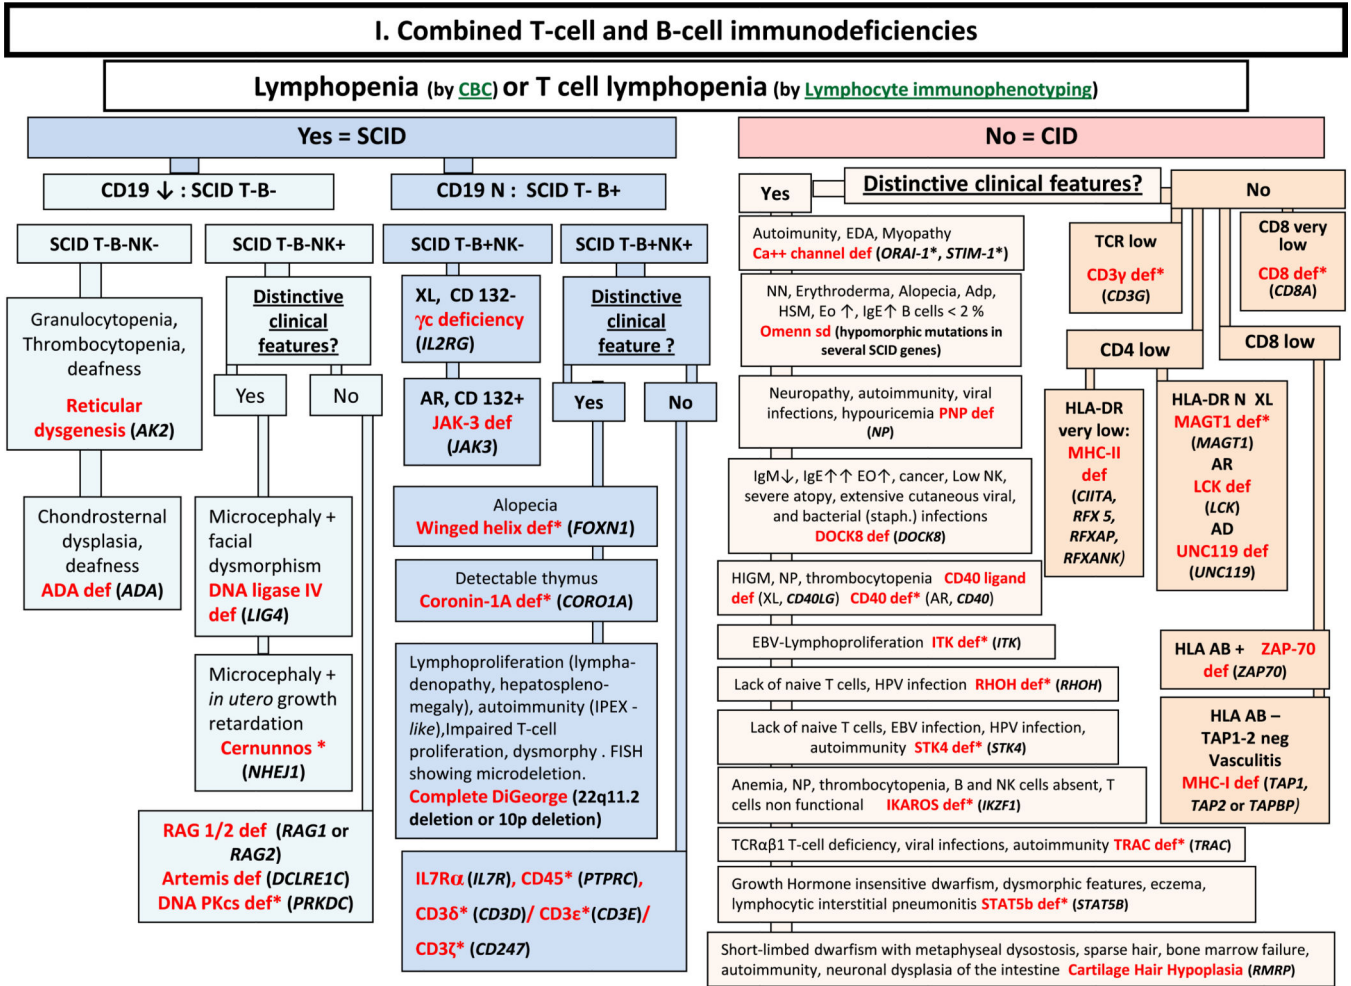 I. Combined T-cell and B-cell immunodeficiencies
Lymphopenia (by CBC) or T cell lymphopenia (by Lymphocyte immunophenotyping)
Yes = SCID
CD19 ↓ : SCID T-B-
SCID T-B-NK-
Granulocytopenia,
Thrombocytopenia,
deafness
Reticular
dysgenesis (AK2)
Chondrosternal
dysplasia,
deafness
ADA def (ADA)
SCID T-B-NK+
Distinctive
clinical
features?
Yes
No
Microcephaly +
facial
dysmorphism
DNA ligase IV
def (LIG4)
Microcephaly +
in utero growth
retardation
Cernunnos *
(NHEJ1)
RAG 1/2 def (RAG1 or
RAG2)
Artemis def (DCLRE1C)
DNA PKcs def* (PRKDC)
CD19 N : SCID T- B+
SCID T-B+NK-
XL, CD 132-
γc deficiency
(IL2RG)
AR, CD 132+
JAK-3 def
(JAK3)
SCID T-B+NK+
Distinctive
clinical
feature ?
Yes
No
Alopecia
Winged helix def* (FOXN1)
Detectable thymus
Coronin-1A def* (CORO1A)
Lymphoproliferation (lympha-
denopathy, hepatospleno-
megaly), autoimmunity (IPEX -
like),Impaired T-cell
proliferation, dysmorphy . FISH
showing microdeletion.
Complete DiGeorge (22q11.2
deletion or 10p deletion)
IL7Rα (IL7R), CD45* (PTPRC),
CD3δ* (CD3D)/ CD3ε*(CD3E)/
CD3ζ* (CD247)
No = CID
Distinctive clinical features?
Yes
No
Autoimunity, EDA, Myopathy
Ca++ channel def (ORAI-1*, STIM-1*)
NN, Erythroderma, Alopecia, Adp,
HSM, Eo ↑, IgE↑ B cells < 2 %
Omenn sd (hypomorphic mutations in
several SCID genes)
Neuropathy, autoimmunity, viral
infections, hypouricemia PNP def
(NP)
IgM↓, IgE↑↑ EO↑, cancer, Low NK,
severe atopy, extensive cutaneous viral,
and bacterial (staph.) infections
DOCK8 def (DOCK8)
HIGM, NP, thrombocytopenia CD40 ligand
def (XL, CD40LG) CD40 def* (AR, CD40)
EBV-Lymphoproliferation ITK def* (ITK)
Lack of naive T cells, HPV infection RHOH def* (RHOH)
Lack of naive T cells, EBV infection, HPV infection,
autoimmunity STK4 def* (STK4)
Anemia, NP, thrombocytopenia, B and NK cells absent, T
cells non functional IKAROS def* (IKZF1)
TCRαβ1 T-cell deficiency, viral infections, autoimmunity TRAC def* (TRAC)
Growth Hormone insensitive dwarfism, dysmorphic features, eczema,
lymphocytic interstitial pneumonitis STAT5b def* (STAT5B)
Short-limbed dwarfism with metaphyseal dysostosis, sparse hair, bone marrow failure,
autoimmunity, neuronal dysplasia of the intestine Cartilage Hair Hypoplasia (RMRP)
TCR low
CD3γ def*
(CD3G)
CD8 very
low
CD8 def*
(CD8A)
CD4 low
HLA-DR
very low:
MHC-II
def
(CIITA,
RFX 5,
RFXAP,
RFXANK)
HLA-DR N XL
MAGT1 def*
(MAGT1)
AR
LCK def
(LCK)
AD
UNC119 def
(UNC119)
CD8 low
HLA AB + ZAP-70
def (ZAP70)
HLA AB –
TAP1-2 neg
Vasculitis
MHC-I def (TAP1,
TAP2 or TAPBP)